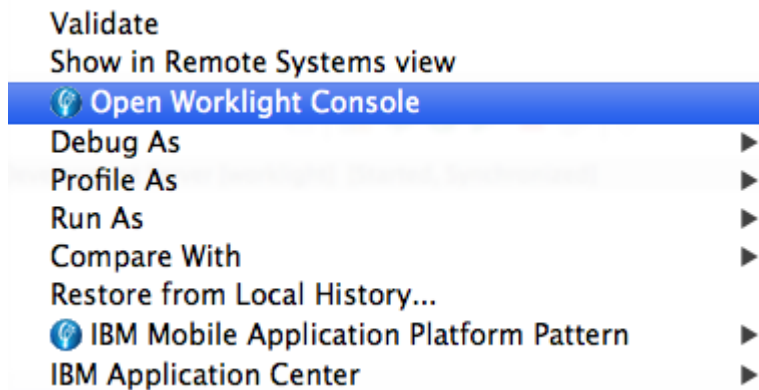 Validate
Show in Remote Systems view
Open Worklight Console
Debug As
Profile As
Run As
Compare With
Restore from Local History...
IBM Mobile Application Platform Pattern
IBM Application Center